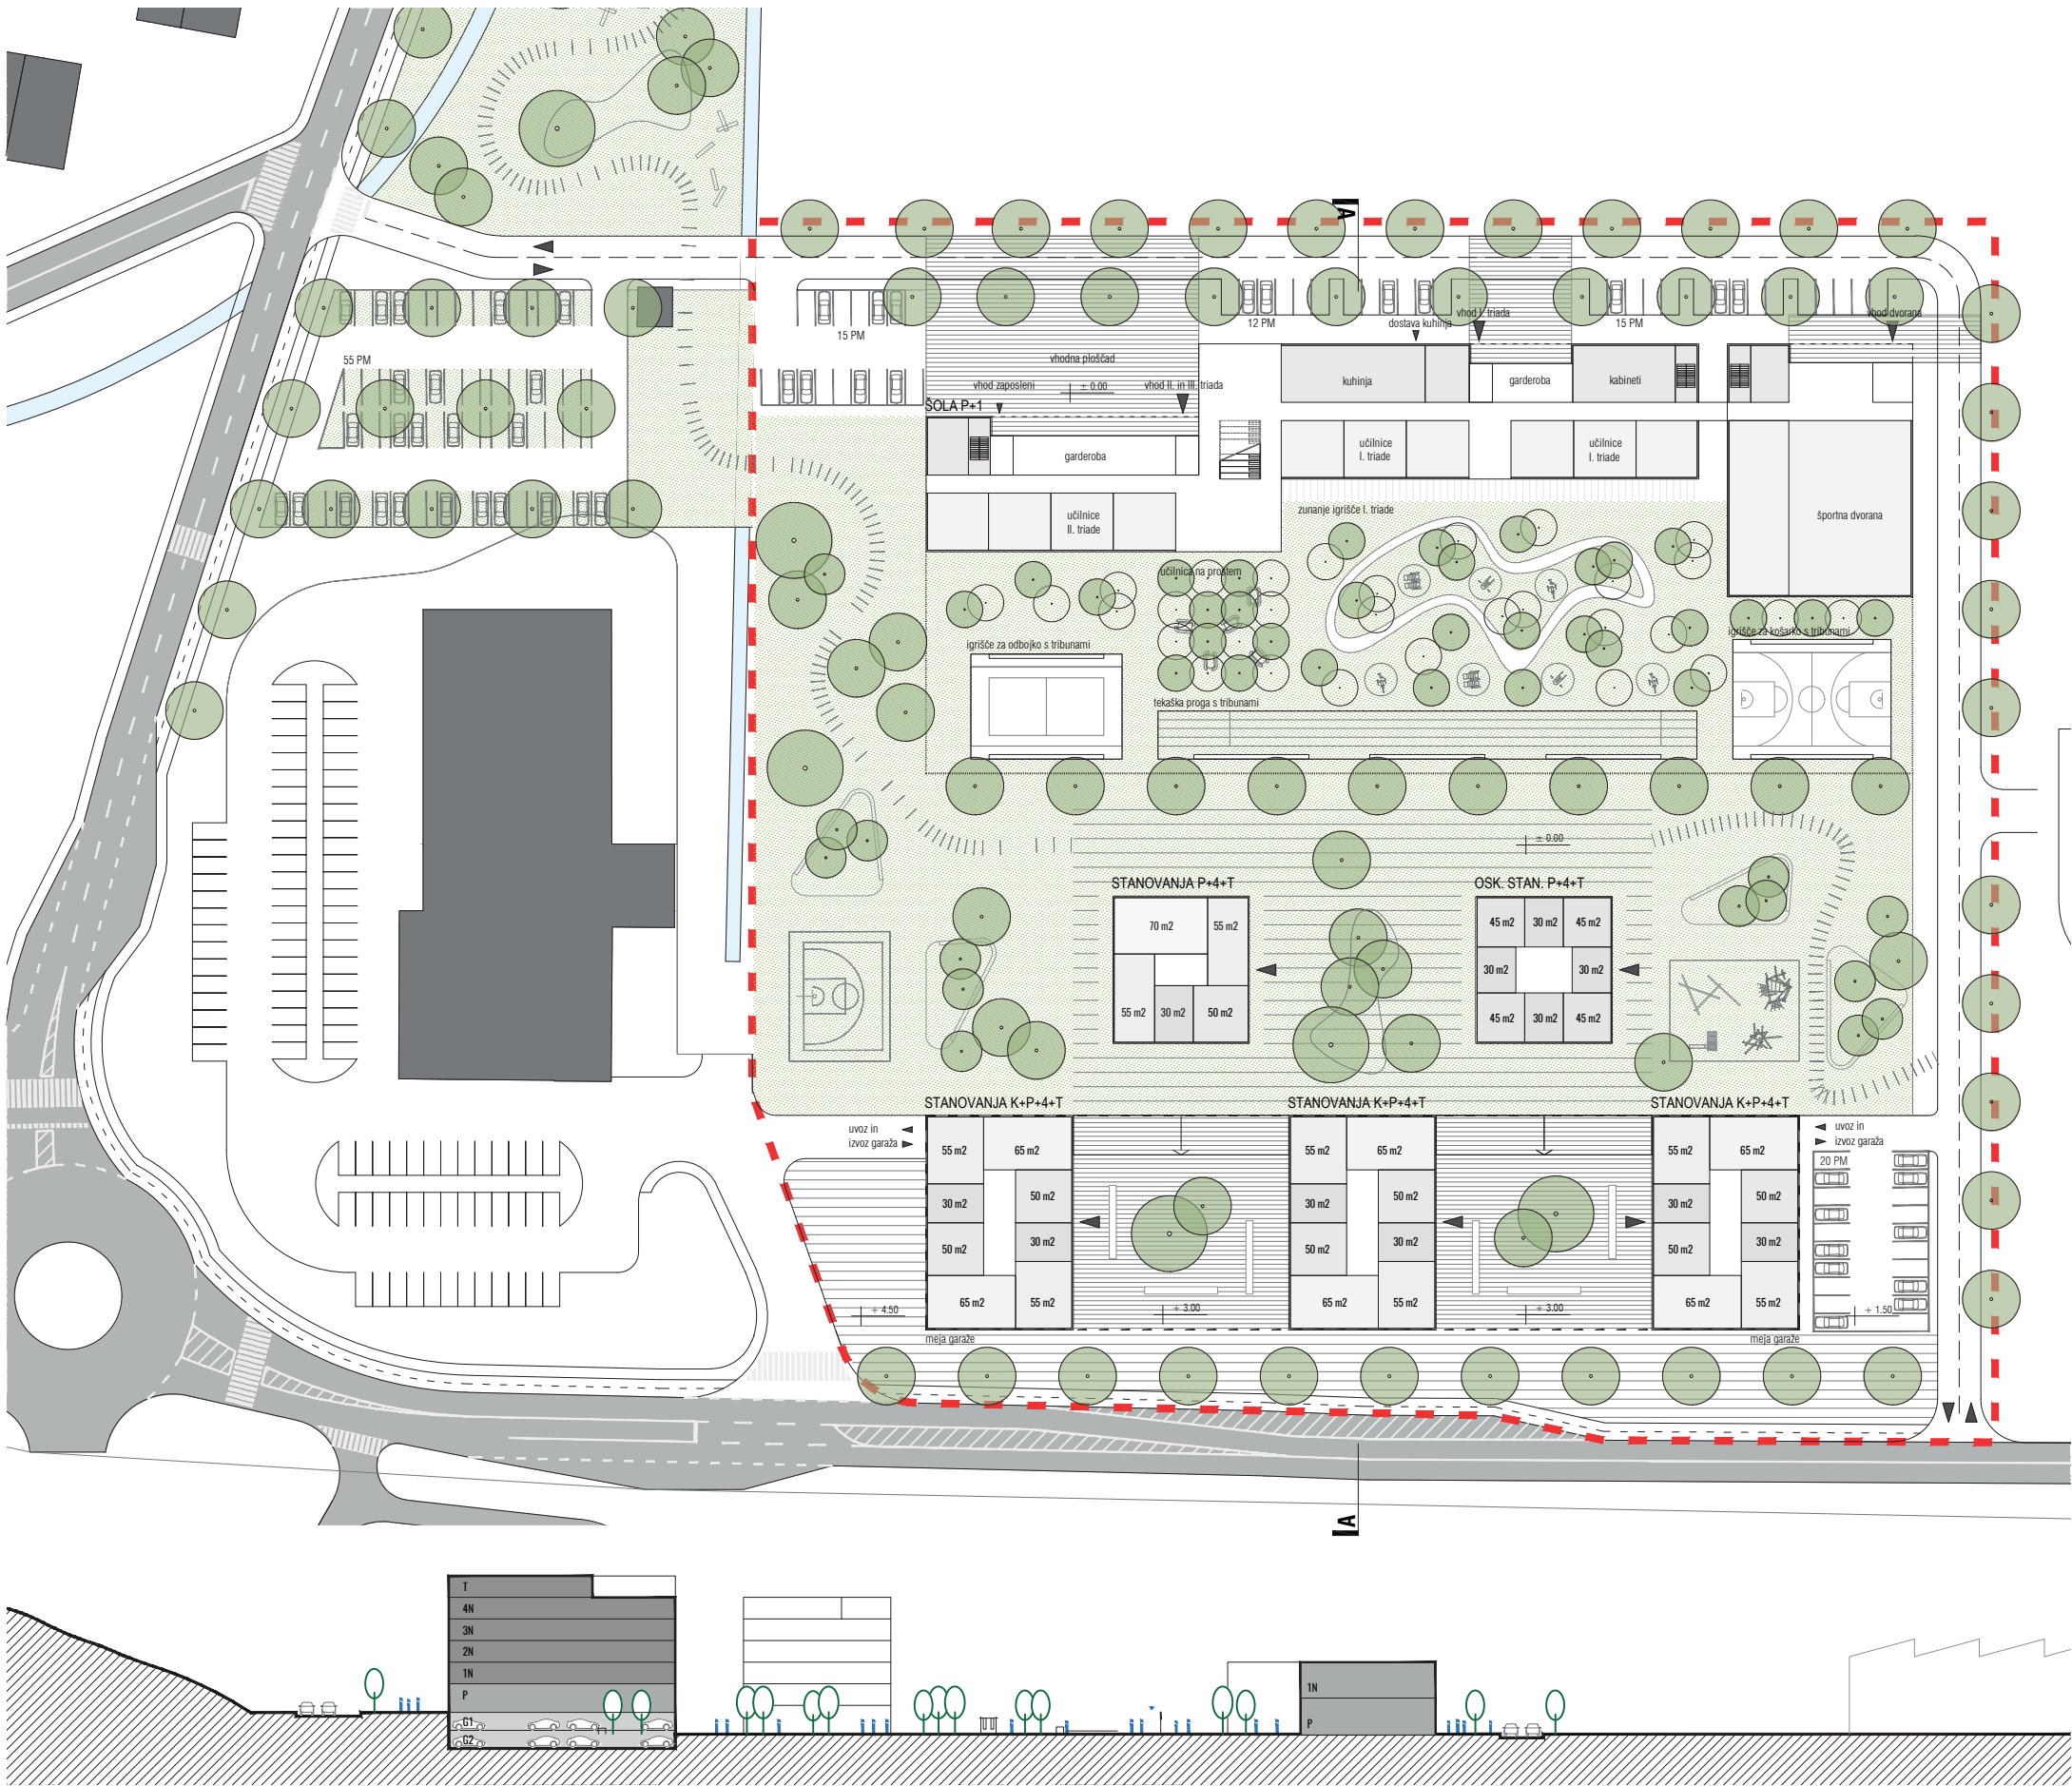 A
12 PM
dostava kuhinja
vhod I. triada
15 PM
vhod dvorana
15 PM
55 PM
vhodna ploščad
vhod zaposleni
± 0.00
vhod II. in III. triada
kuhinja
garderoba
kabineti
ŠOLA P+1
garderoba
učilnice
I. triade
učilnice
I. triade
učilnice
II. triade
zunanje igrišče I. triade
športna dvorana
učilnica na prostem
igrišče za odbojko s tribunami
igrišče za košarko s tribunami
tekaška proga s tribunami
± 0.00
STANOVANJA P+4+T
OSK. STAN. P+4+T
70 m2
55 m2
55 m2
30 m2
50 m2
45 m2
30 m2
45 m2
30 m2
30 m2
45 m2
30 m2
45 m2
STANOVANJA K+P+4+T
STANOVANJA K+P+4+T
STANOVANJA K+P+4+T
uvoz in
izvoz garaža
uvoz in
izvoz garaža
20 PM
55 m2
65 m2
30 m2
50 m2
50 m2
30 m2
65 m2
55 m2
55 m2
65 m2
30 m2
50 m2
50 m2
30 m2
65 m2
55 m2
55 m2
65 m2
30 m2
50 m2
50 m2
30 m2
65 m2
55 m2
+ 4.50
+ 3.00
+ 3.00
+ 1.50
meja garaže
meja garaže
A
T
4N
3N
2N
1N
P
G1
G2
1N
P